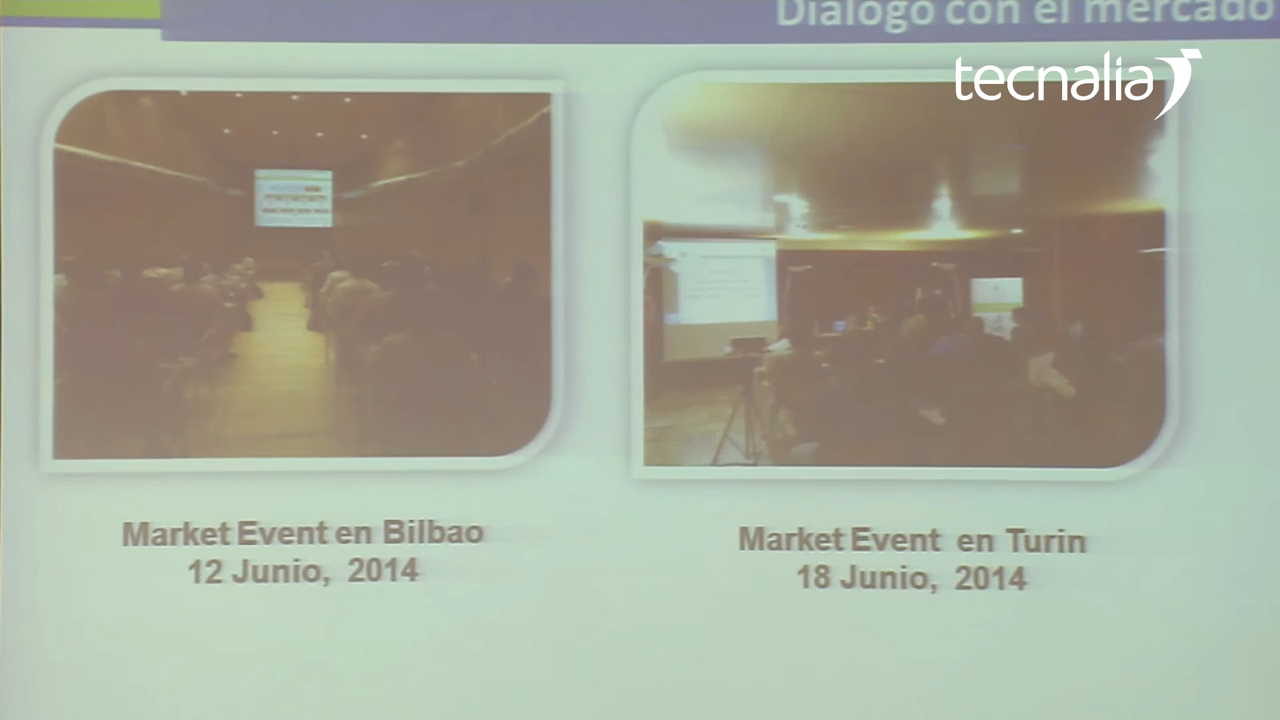 Dialogo con el mercado
tecnalia
Market Event en Bilbao
12 Junio, 2014
Market Event en Turin
18 Junio, 2014